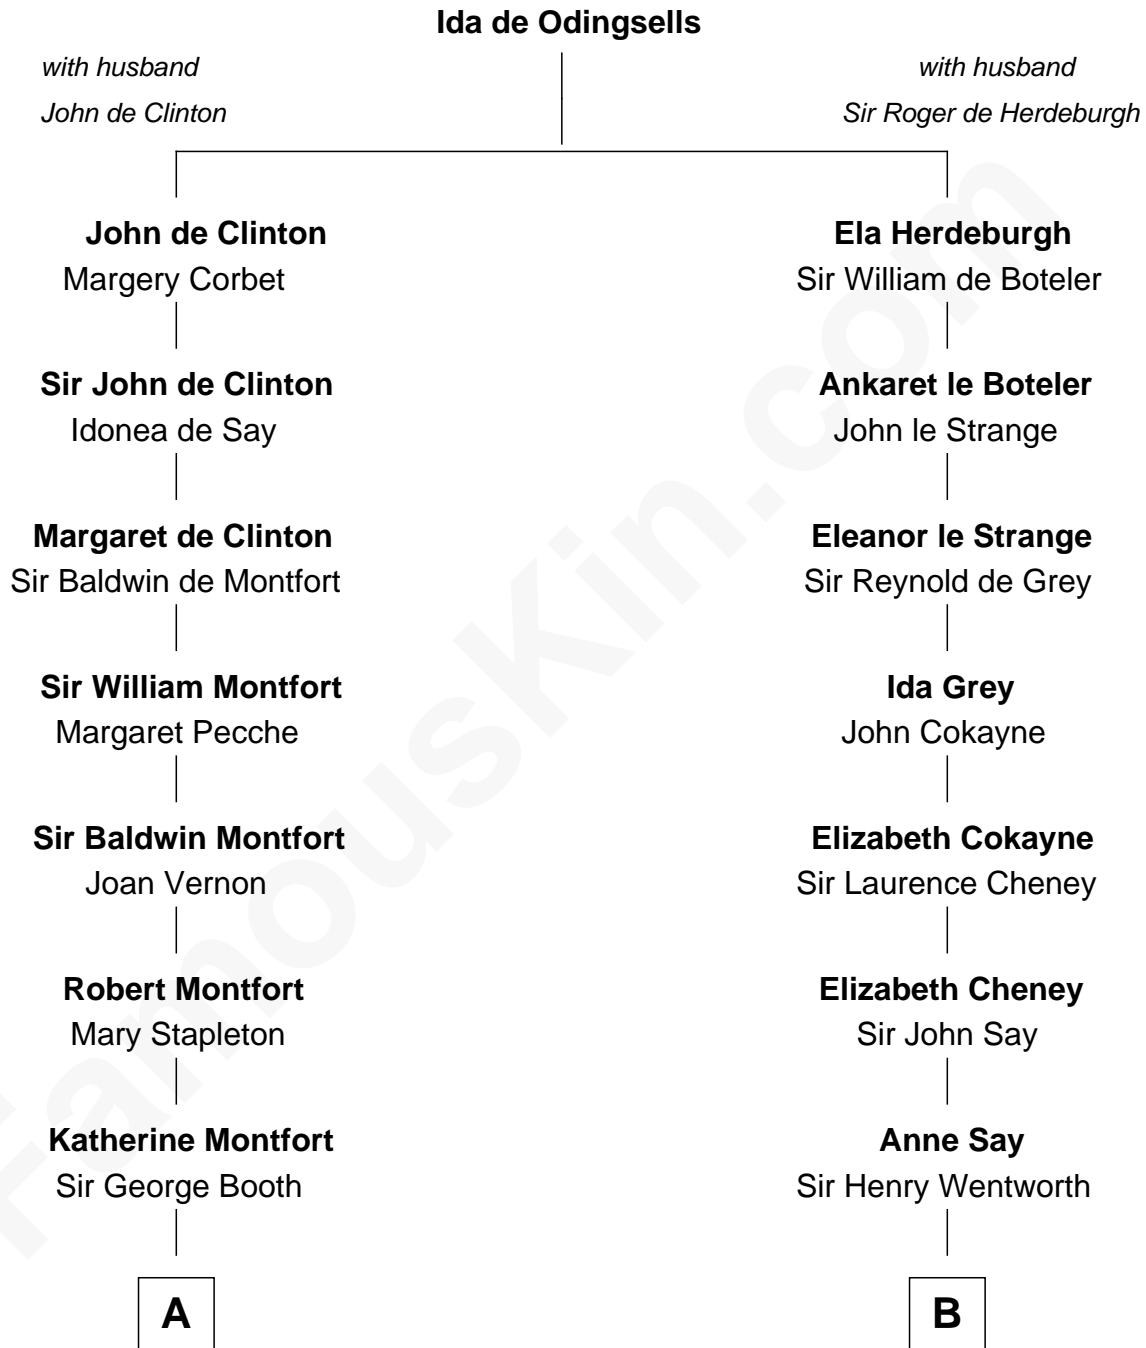 Ida de Odingsells
with husband
John de Clinton
with husband
Sir Roger de Herdeburgh
John de Clinton
Margery Corbet
Ela Herdeburgh
Sir William de Boteler
Sir John de Clinton
Idonea de Say
Ankaret le Boteler
John le Strange
Margaret de Clinton
Sir Baldwin de Montfort
Eleanor le Strange
Sir Reynold de Grey
Sir William Montfort
Margaret Pecche
Ida Grey
John Cokayne
Sir Baldwin Montfort
Joan Vernon
Elizabeth Cokayne
Sir Laurence Cheney
Robert Montfort
Mary Stapleton
Elizabeth Cheney
Sir John Say
Katherine Montfort
Sir George Booth
Anne Say
Sir Henry Wentworth
A
B
FamousKin.com